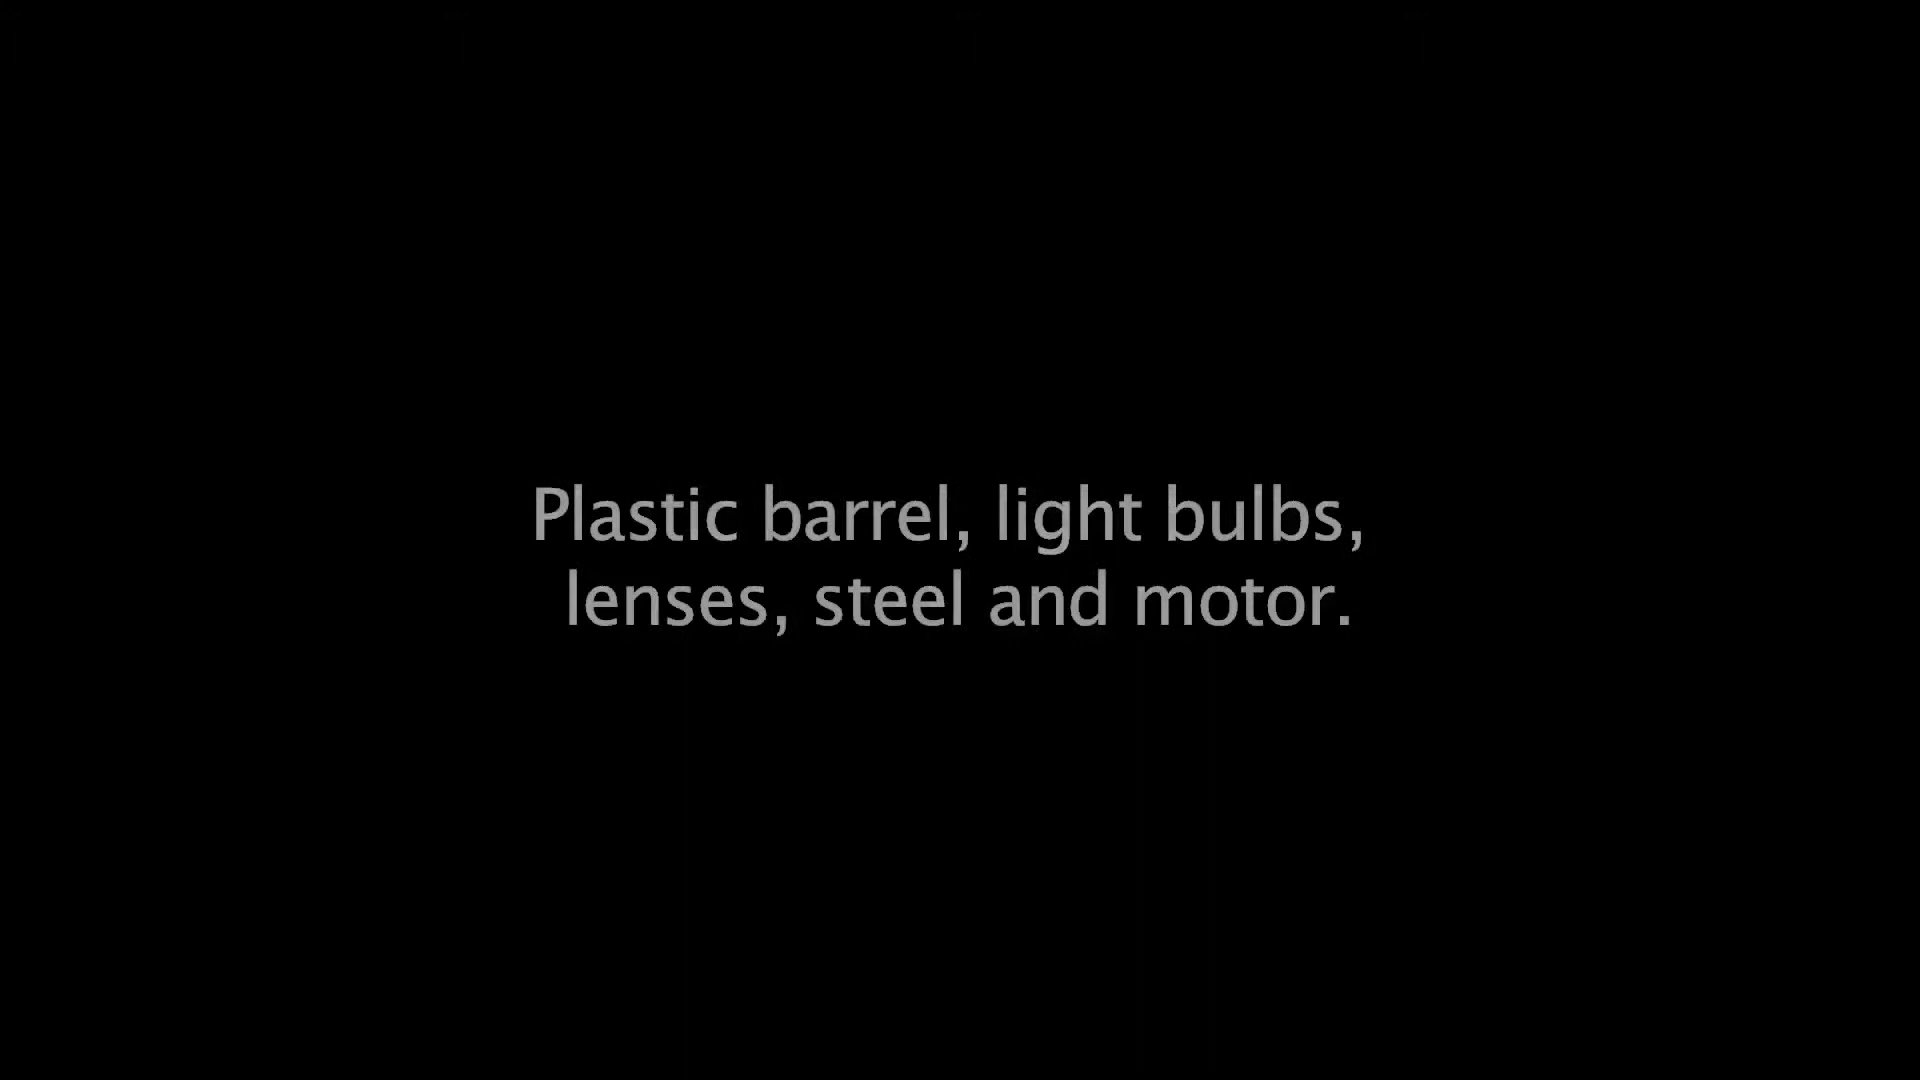 Plastic barrel, light bulbs,
lenses, steel and motor.